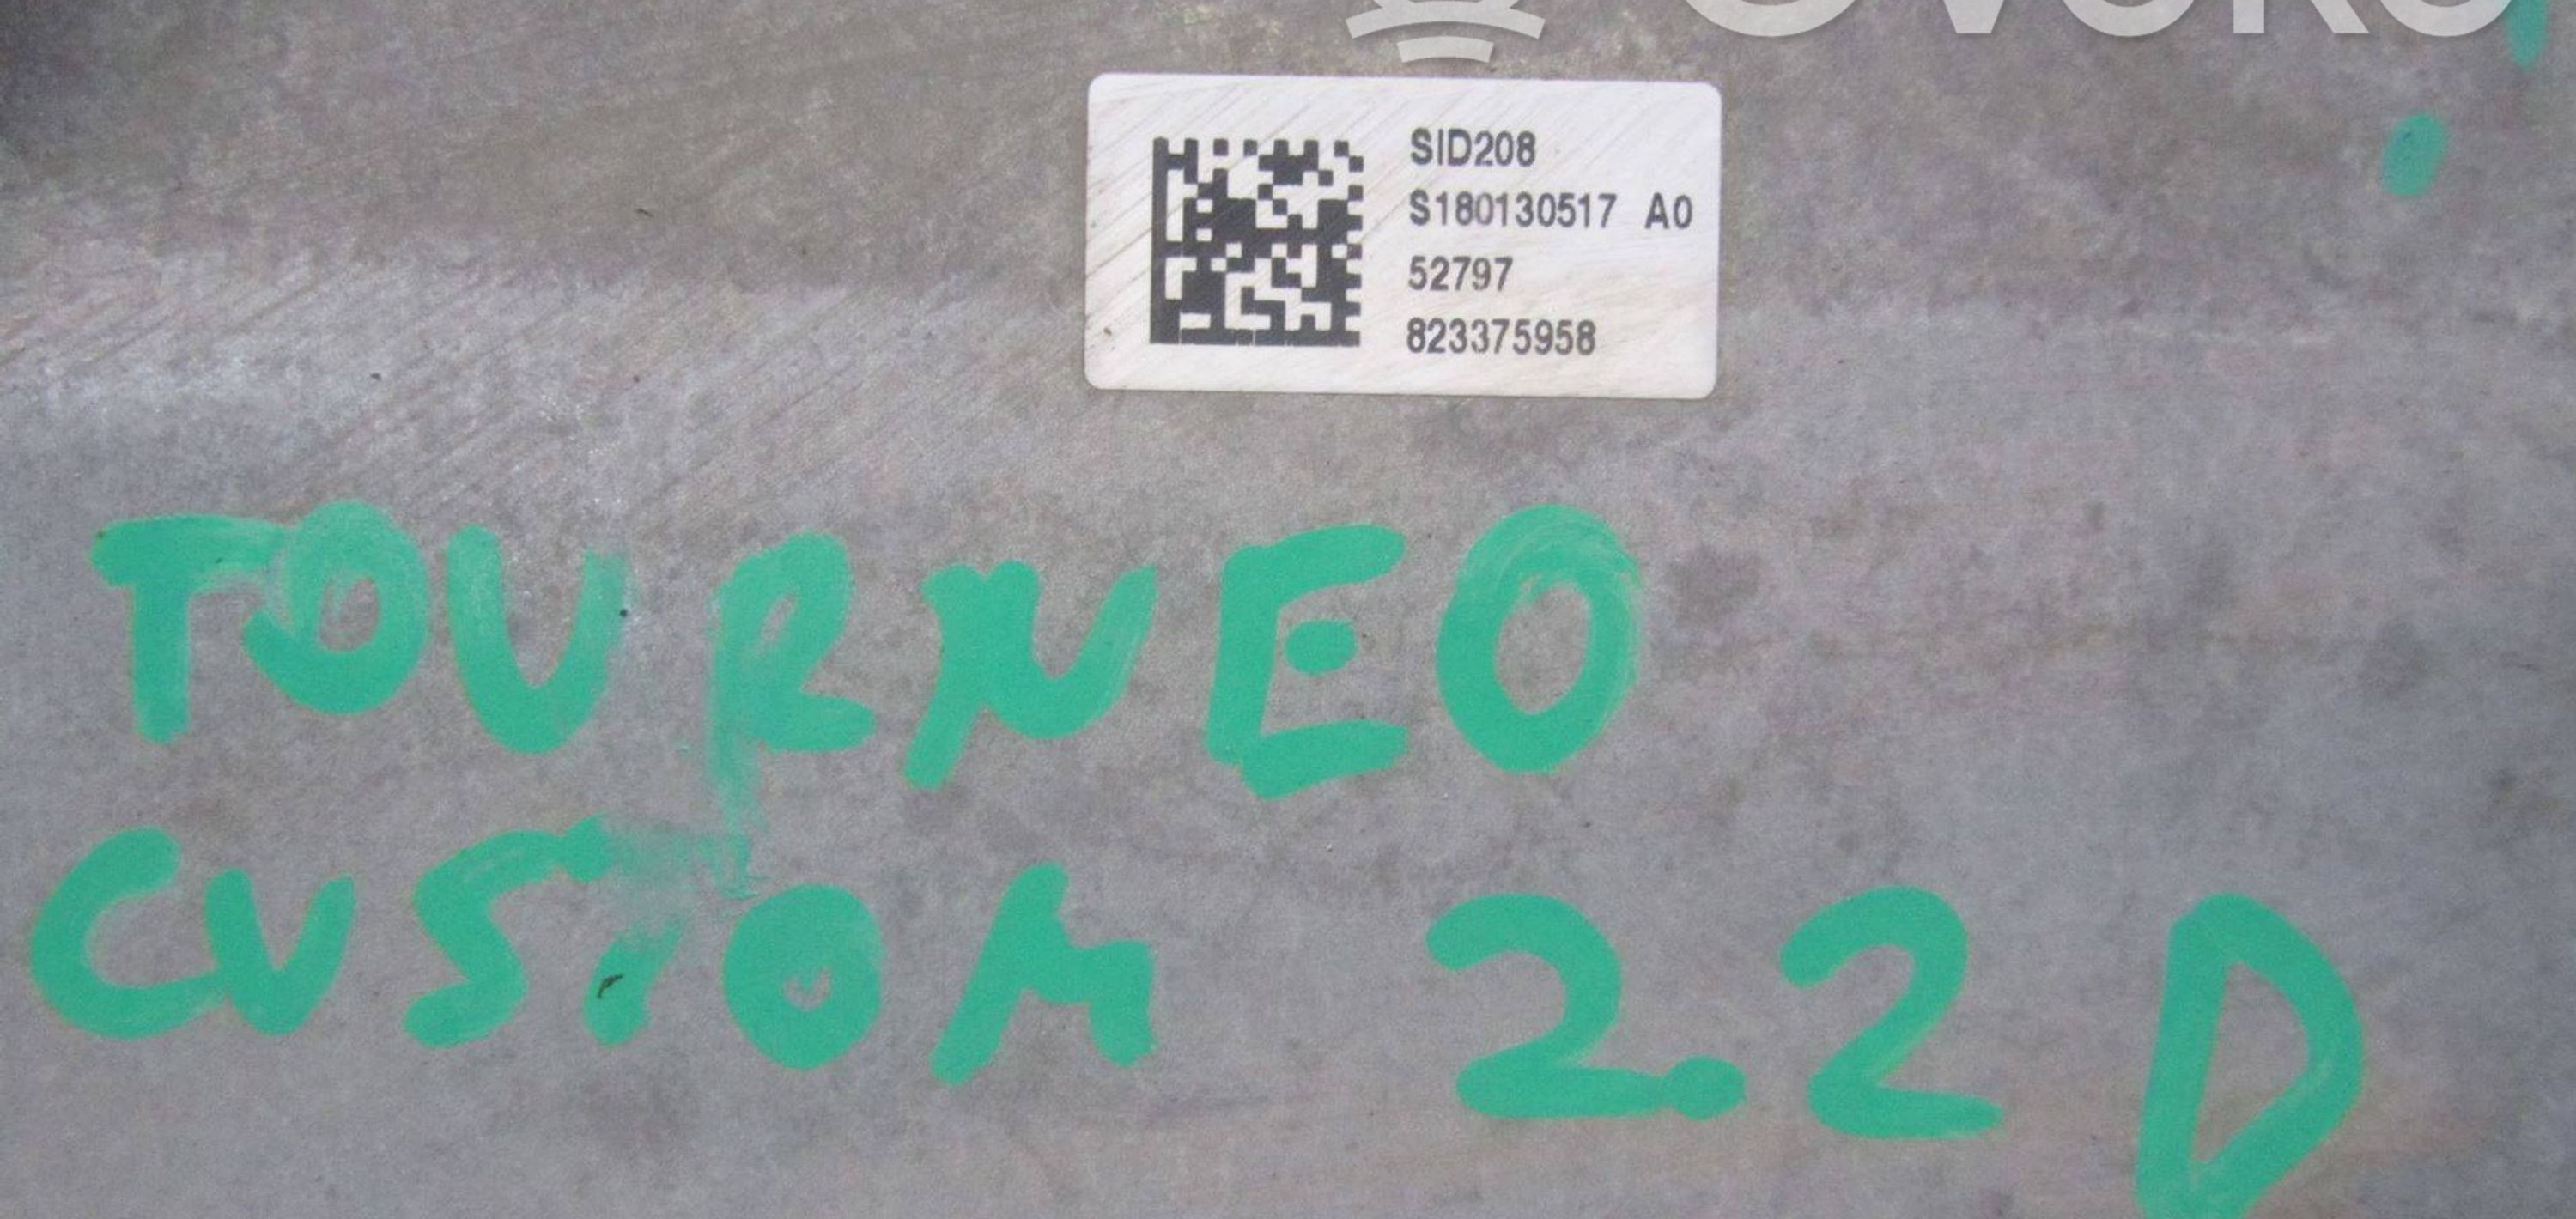 SID208
S180130517 A0
52797
823375958
TOURNEO
CUSTOM 2.2 D